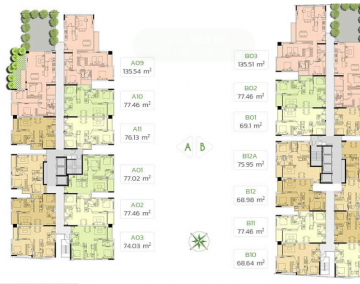 A09
135.54 m²
A10
77.46 m²
A11
76.13 m²
A01
77.02 m²
A02
77.46 m²
A03
74.03 m²
A B
B03
135.51 m²
B02
77.46 m²
B01
69.1 m²
B12A
75.95 m²
B12
68.98 m²
B11
77.46 m²
B10
68.64 m²